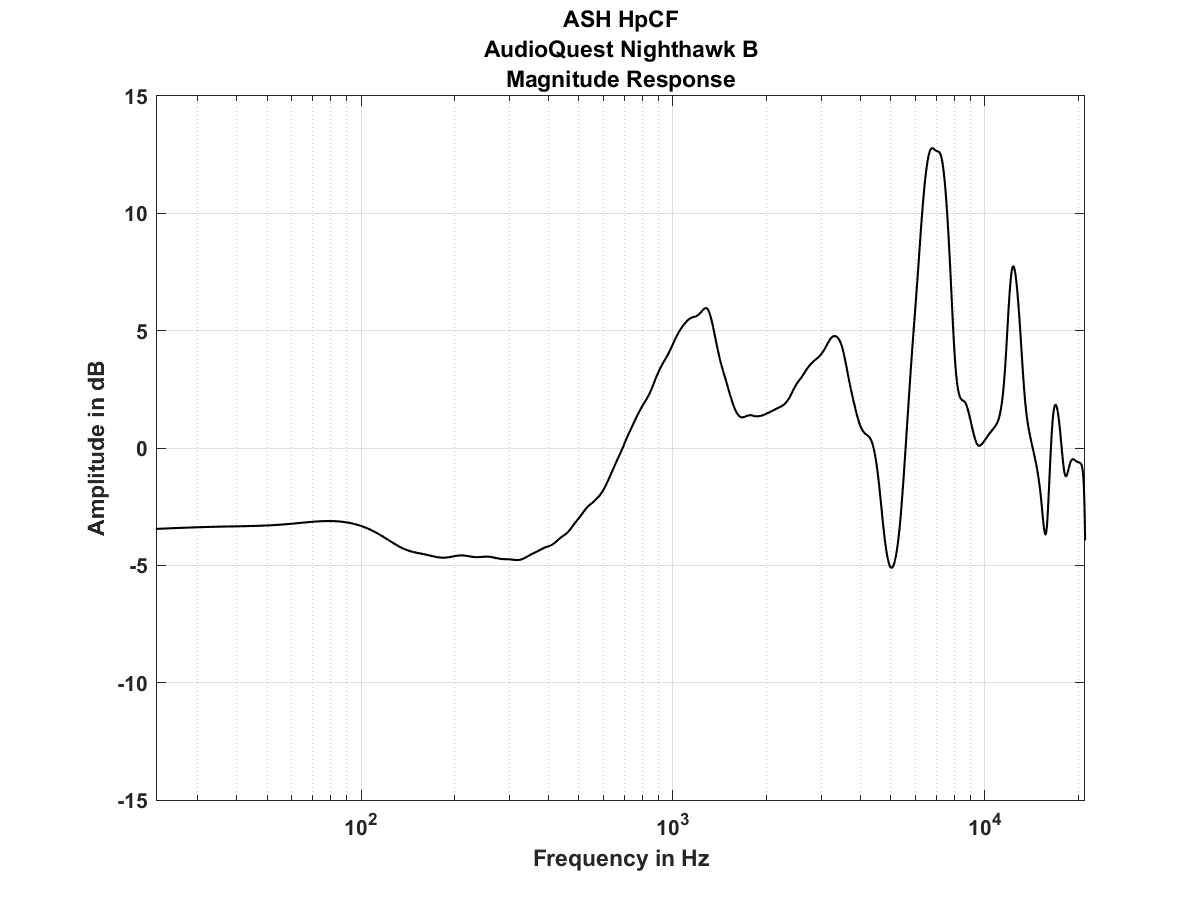 ASH HpCF
AudioQuest Nighthawk B
Magnitude Response
15
10
5
0
-5
-10
-15
Amplitude in dB
10²
10³
10⁴
Frequency in Hz